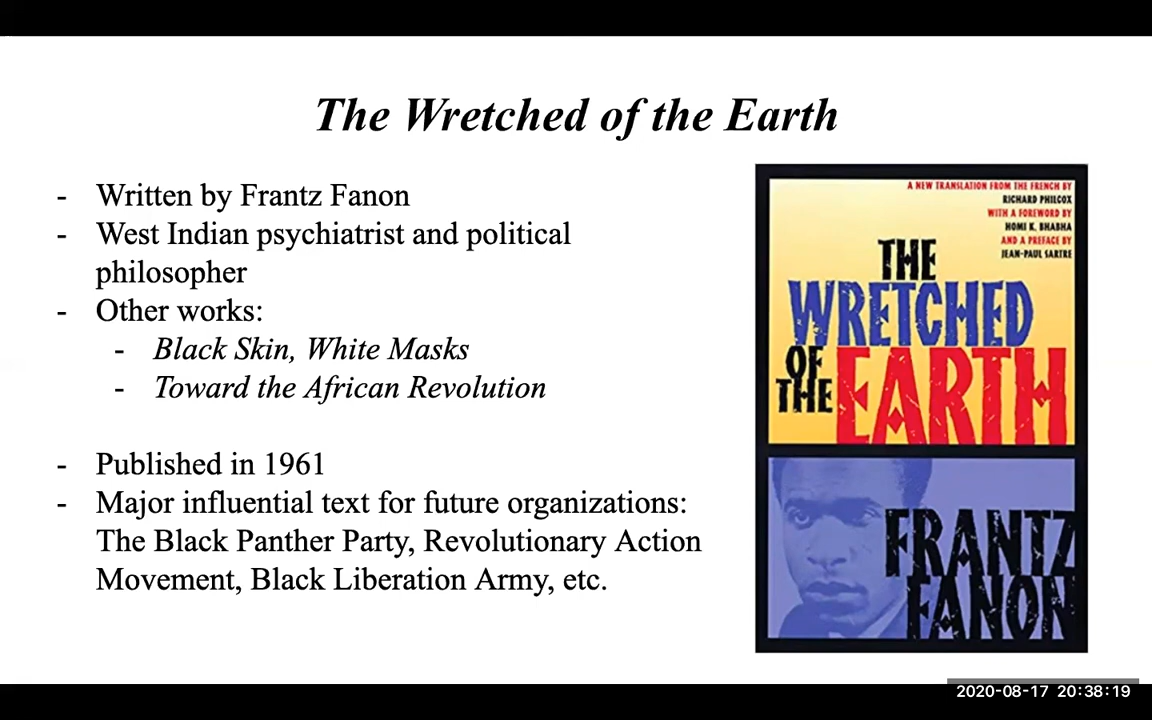 The Wretched of the Earth
- Written by Frantz Fanon
- West Indian psychiatrist and political
philosopher
- Other works:
- Black Skin, White Masks
- Toward the African Revolution
- Published in 1961
- Major influential text for future organizations:
The Black Panther Party, Revolutionary Action
Movement, Black Liberation Army, etc.
A NEW TRANSLATION FROM THE FRENCH BY
RICHARD PHILCOX
WITH A FOREWORD BY
HOMI K. BHABHA
AND A PREFACE BY
JEAN-PAUL SARTRE
THE
WRETCHED
OF
THE EARTH
FRANTZ
FANON
2020-08-17 20:38:19